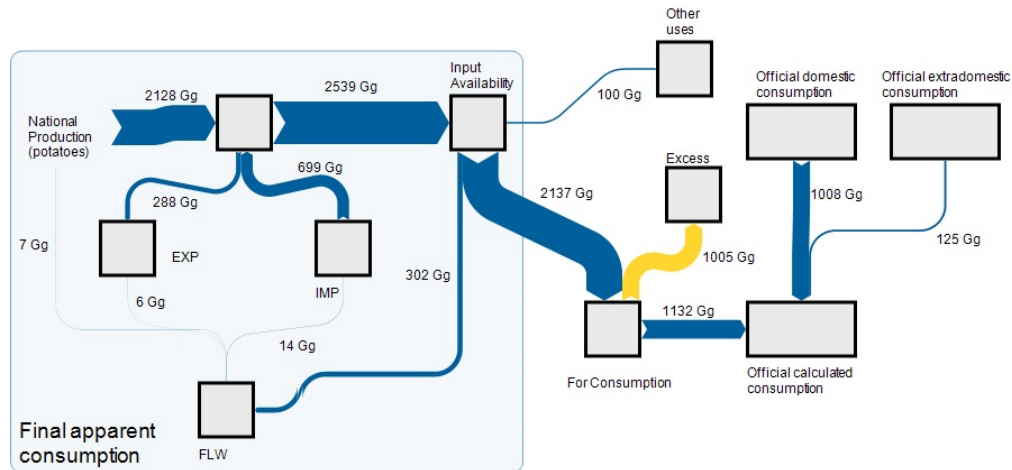 Other
uses
Input
Availability
2128 Gg
2539 Gg
100 Gg
Official domestic
consumption
Official extradomestic
consumption
National
Production
(potatoes)
699 Gg
Excess
288 Gg
2137 Gg
1008 Gg
7 Gg
EXP
302 Gg
1005 Gg
125 Gg
IMP
6 Gg
1132 Gg
14 Gg
For Consumption
Official calculated
consumption
Final apparent
consumption
FLW